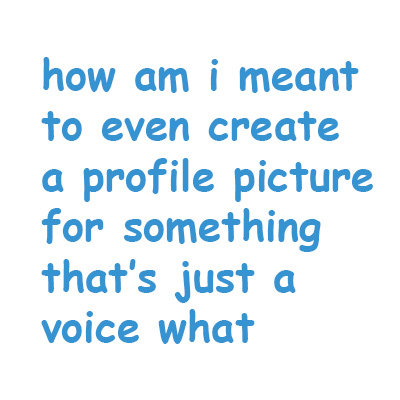 how am i meant
to even create
a profile picture
for something
that's just a
voice what